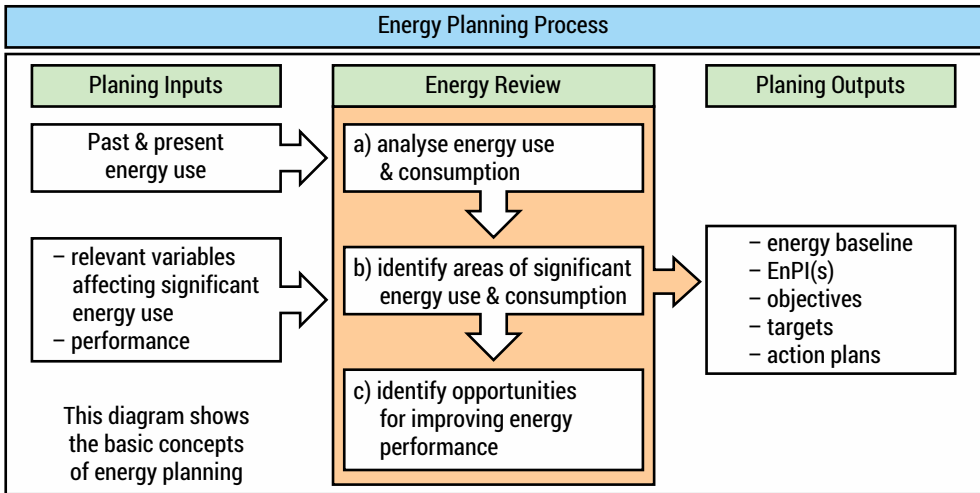 Energy Planning Process
Planing Inputs
Past & present
energy use
– relevant variables
affecting significant
energy use
– performance
This diagram shows
the basic concepts
of energy planning
Energy Review
a) analyse energy use
& consumption
b) identify areas of significant
energy use & consumption
c) identify opportunities
for improving energy
performance
Planing Outputs
– energy baseline
– EnPI(s)
– objectives
– targets
– action plans